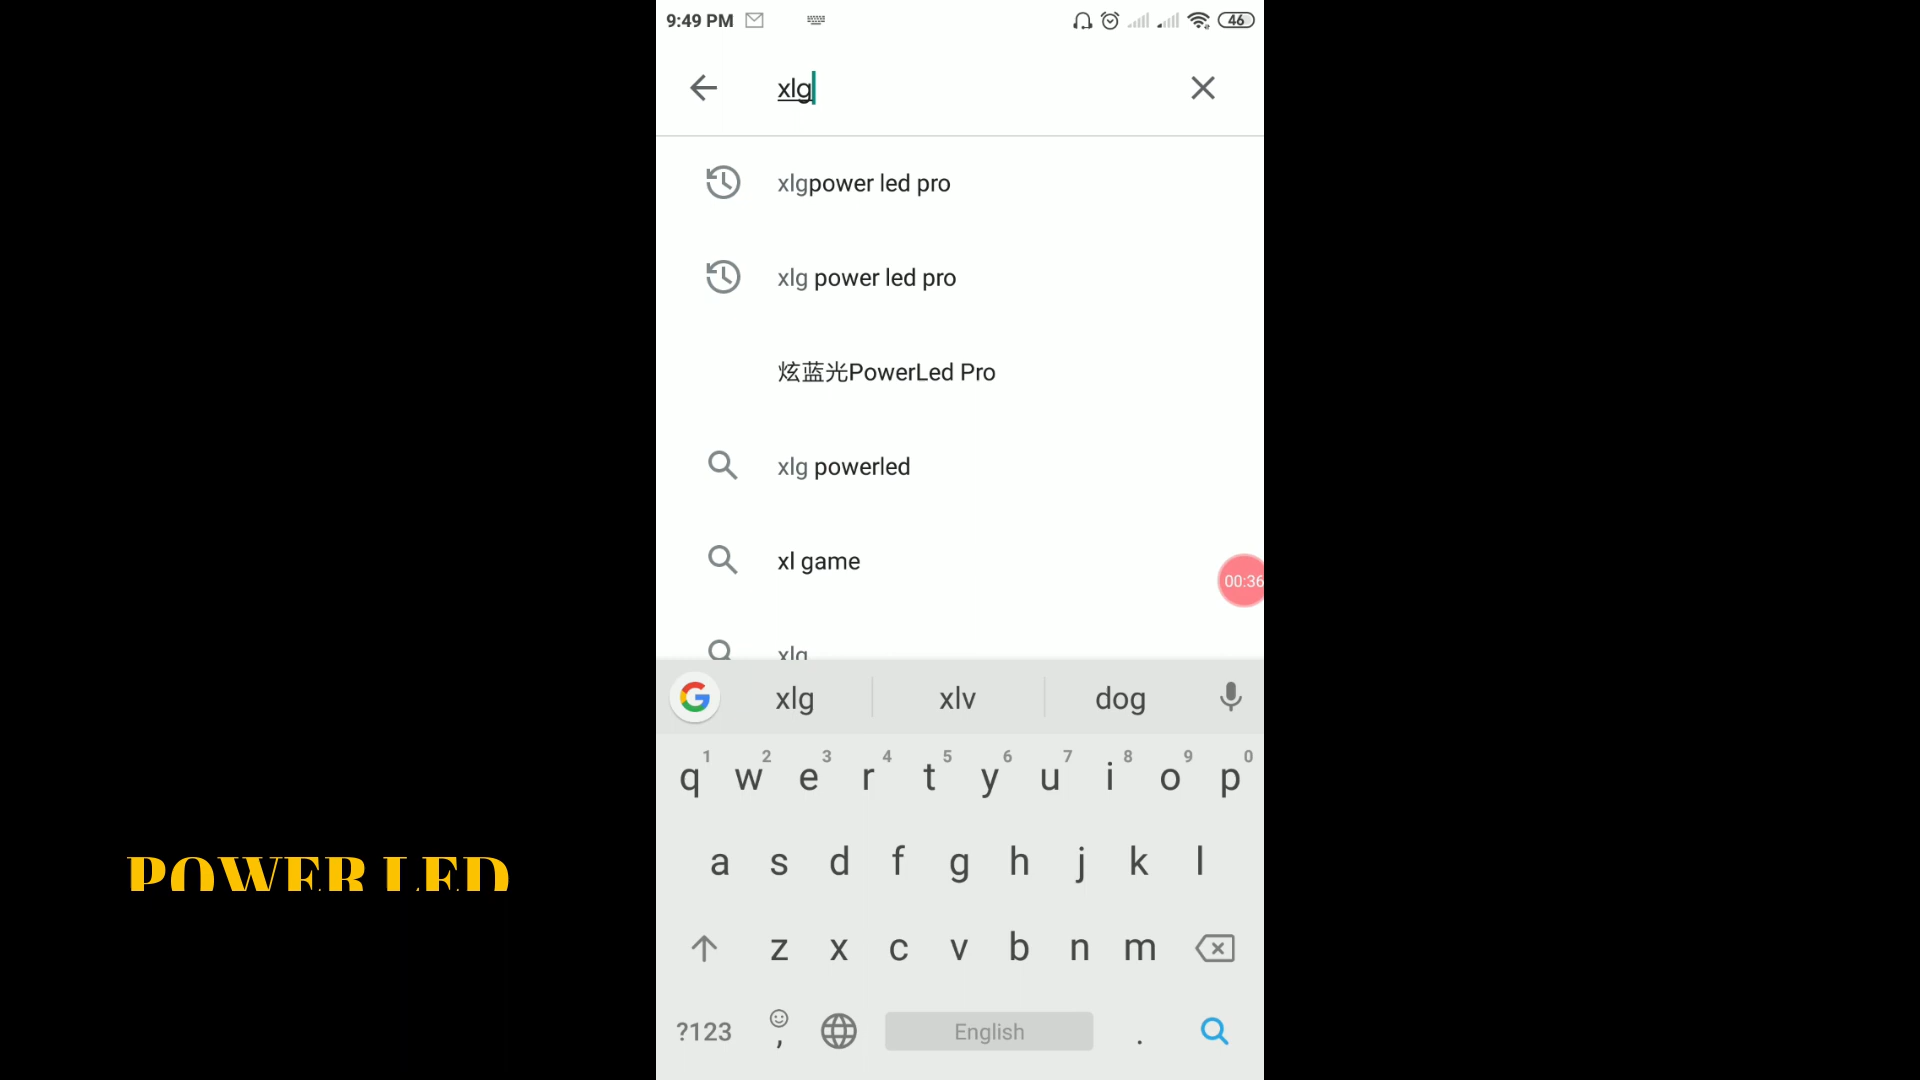 9:49 PM
46
xlg
xlgpower led pro
xlg power led pro
炫蓝光PowerLed Pro
xlg powerled
xl game
00:36
xlg
xlg xlv dog
1 2 3 4 5 6 7 8 9 0
q w e r t y u i o p
a s d f g h j k l
POWER LED
z x c v b n m
?123 , English .